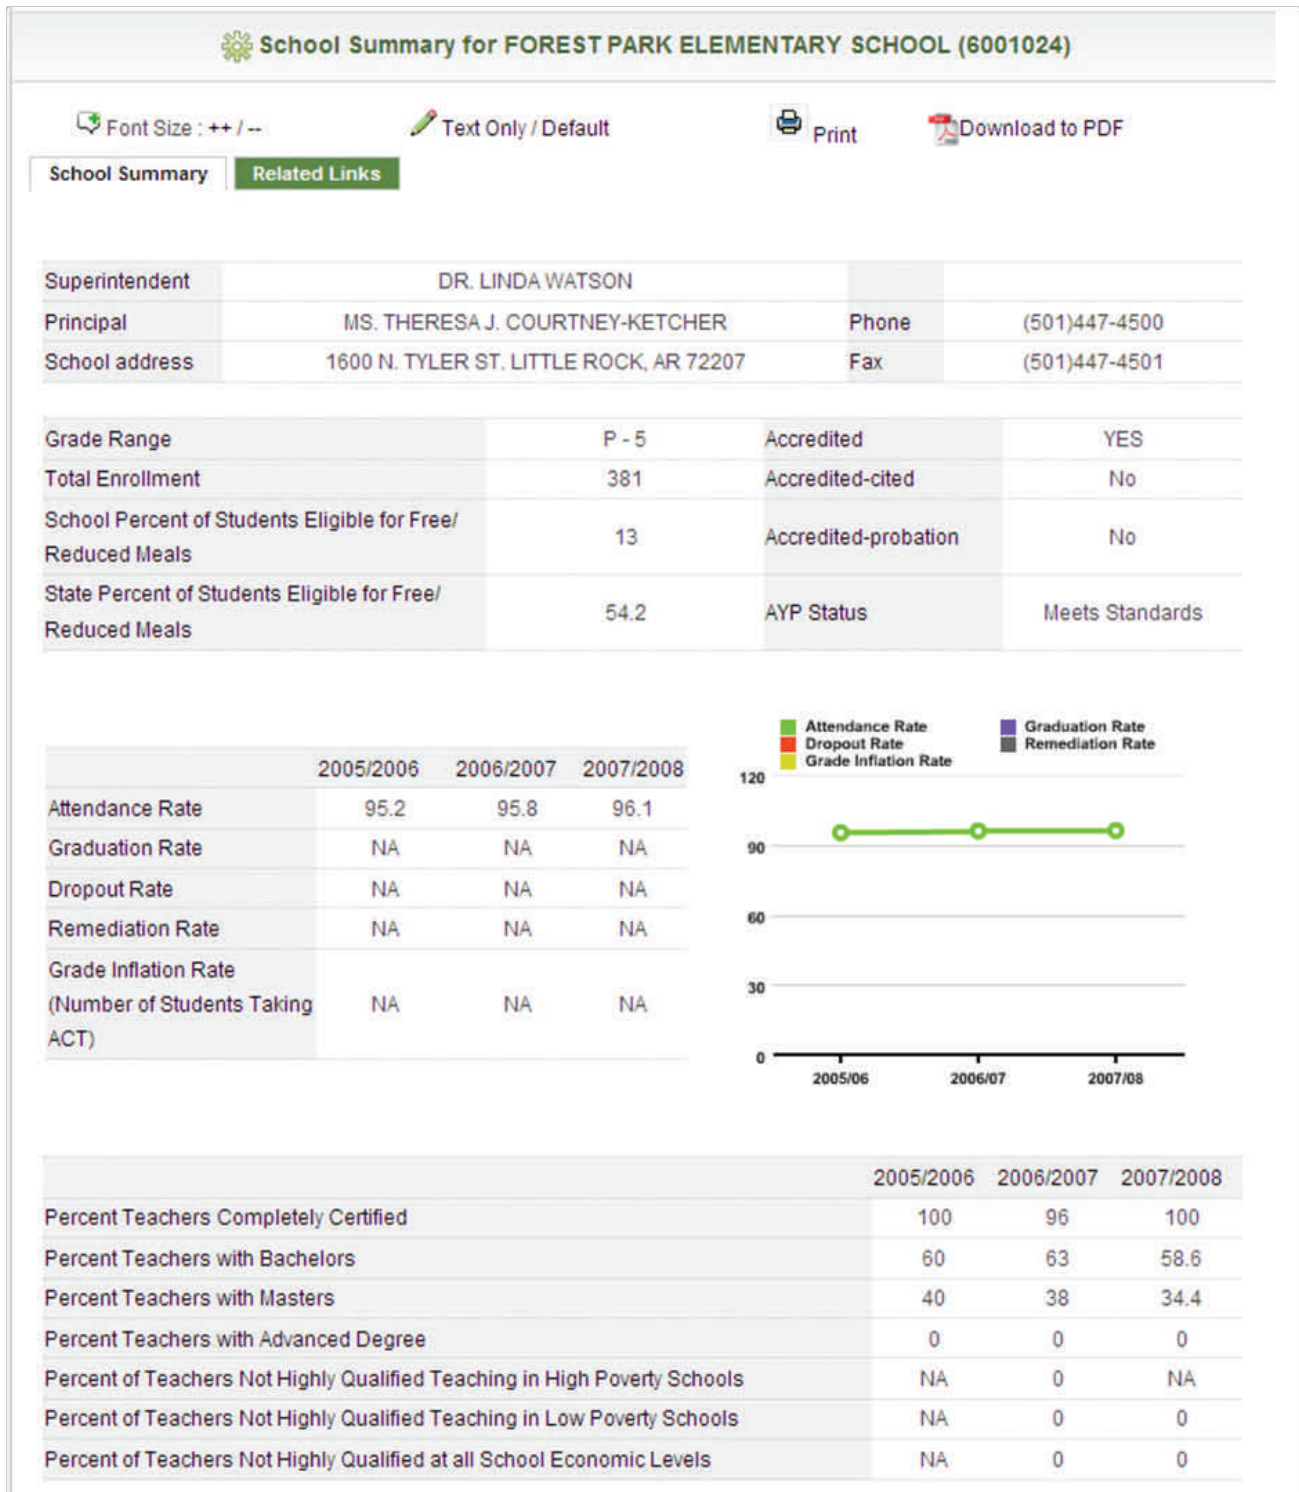 School Summary for FOREST PARK ELEMENTARY SCHOOL (6001024)
Font Size : ++ / -- Text Only / Default Print Download to PDF
School Summary Related Links
Superintendent DR. LINDA WATSON
Principal MS. THERESA J. COURTNEY-KETCHER Phone (501)447-4500
School address 1600 N. TYLER ST. LITTLE ROCK, AR 72207 Fax (501)447-4501
Grade Range P - 5 Accredited YES
Total Enrollment 381 Accredited-cited No
School Percent of Students Eligible for Free/
Reduced Meals 13 Accredited-probation No
State Percent of Students Eligible for Free/
Reduced Meals 54.2 AYP Status Meets Standards
2005/2006 2006/2007 2007/2008
Attendance Rate 95.2 95.8 96.1
Graduation Rate NA NA NA
Dropout Rate NA NA NA
Remediation Rate NA NA NA
Grade Inflation Rate
(Number of Students Taking NA NA NA
ACT)
Attendance Rate Graduation Rate
Dropout Rate Remediation Rate
Grade Inflation Rate
120
90
60
30
0
2005/06 2006/07 2007/08
2005/2006 2006/2007 2007/2008
Percent Teachers Completely Certified 100 96 100
Percent Teachers with Bachelors 60 63 58.6
Percent Teachers with Masters 40 38 34.4
Percent Teachers with Advanced Degree 0 0 0
Percent of Teachers Not Highly Qualified Teaching in High Poverty Schools NA 0 NA
Percent of Teachers Not Highly Qualified Teaching in Low Poverty Schools NA 0 0
Percent of Teachers Not Highly Qualified at all School Economic Levels NA 0 0